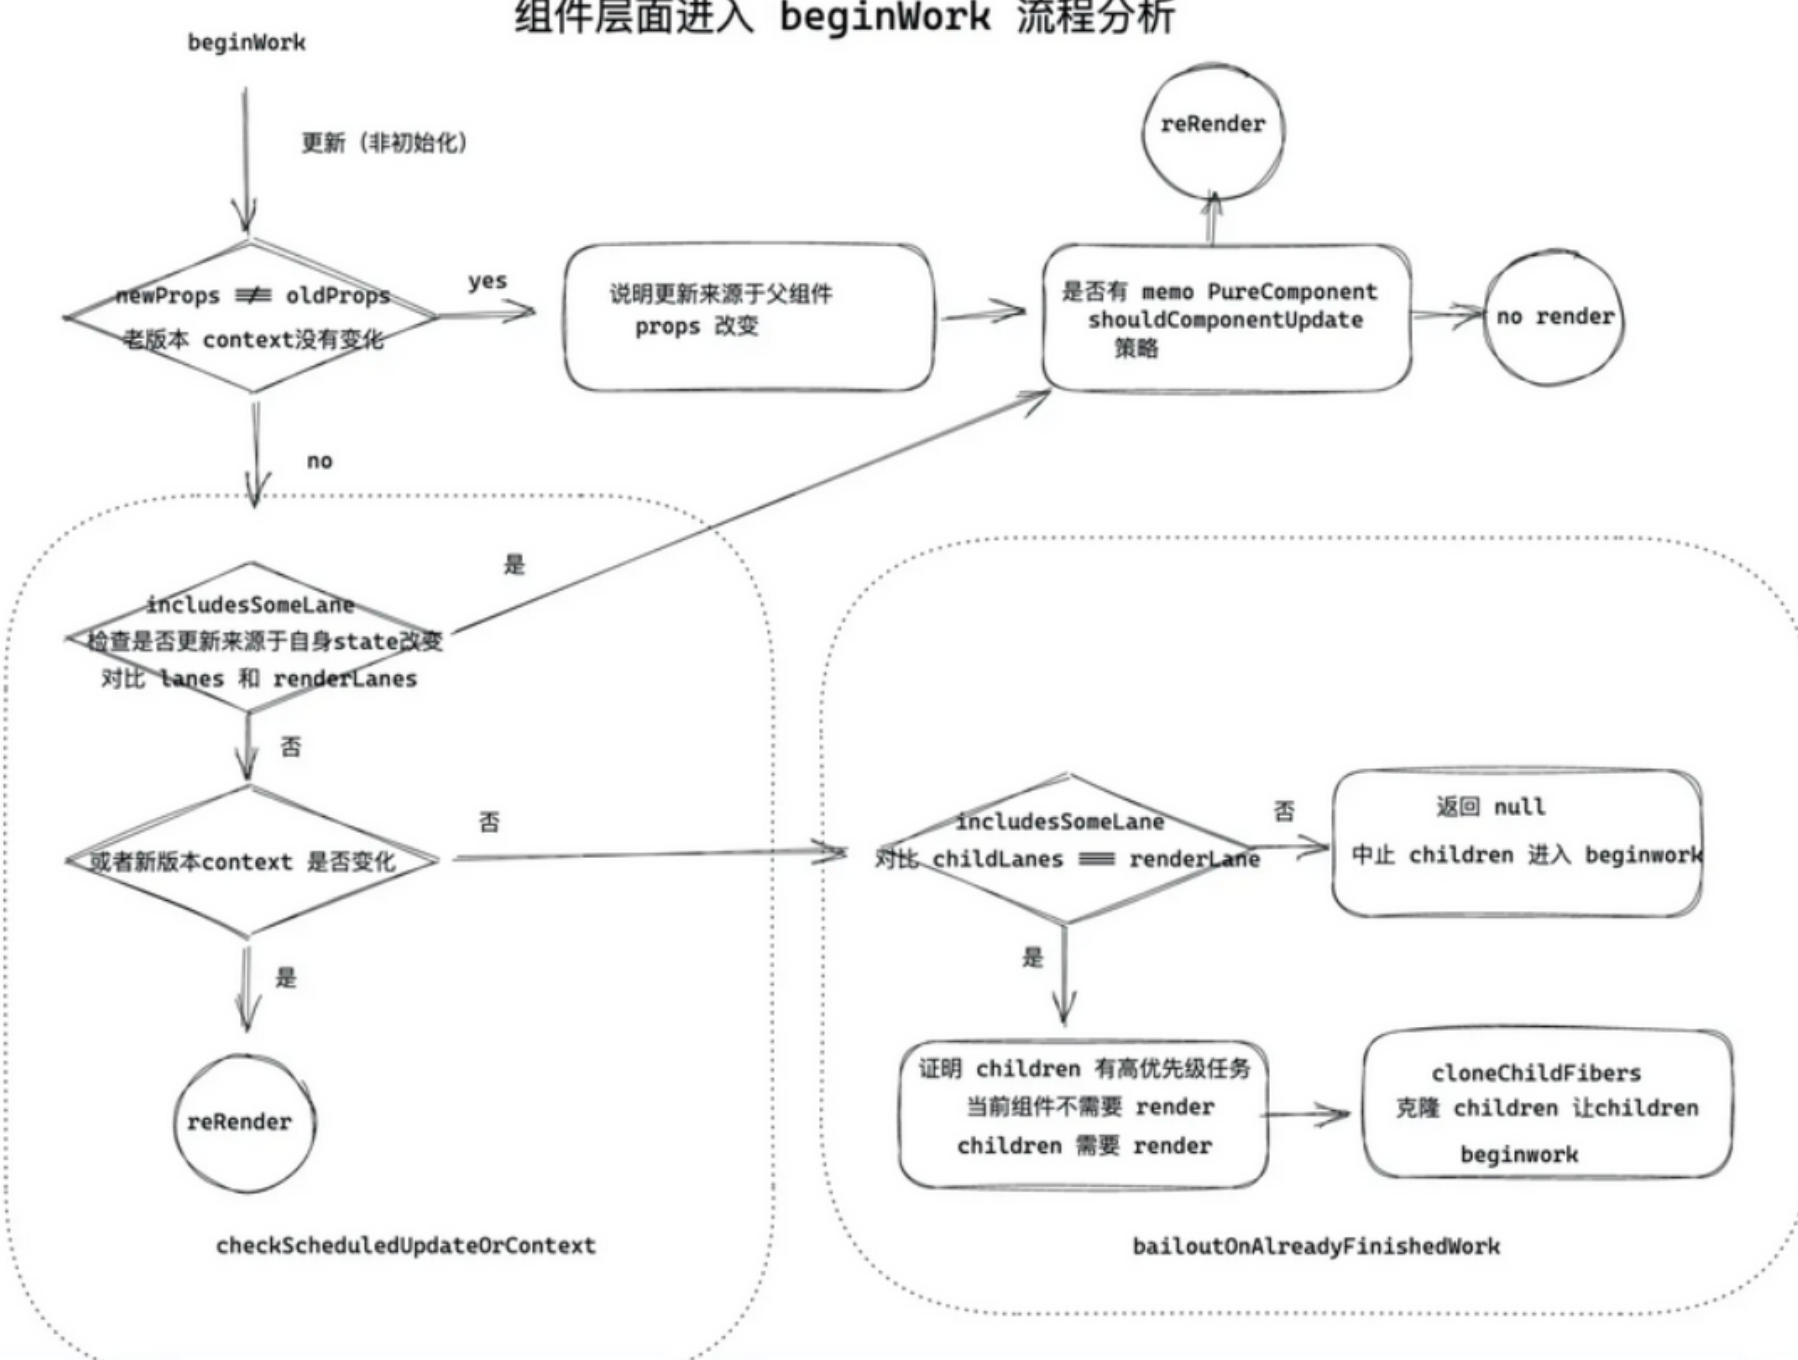 组件层面进入 beginWork 流程分析
beginWork
更新（非初始化）
reRender
newProps !== oldProps
老版本 context没有变化
yes
说明更新来源于父组件
props 改变
是否有 memo PureComponent
shouldComponentUpdate
策略
no render
no
includesSomeLane
检查是否更新来源于自身state改变
对比 lanes 和 renderLanes
是
否
或者新版本context 是否变化
否
是
reRender
checkScheduledUpdateOrContext
includesSomeLane
对比 childLanes === renderLane
否
返回 null
中止 children 进入 beginwork
是
证明 children 有高优先级任务
当前组件不需要 render
children 需要 render
cloneChildFibers
克隆 children 让children
beginwork
bailoutOnAlreadyFinishedWork